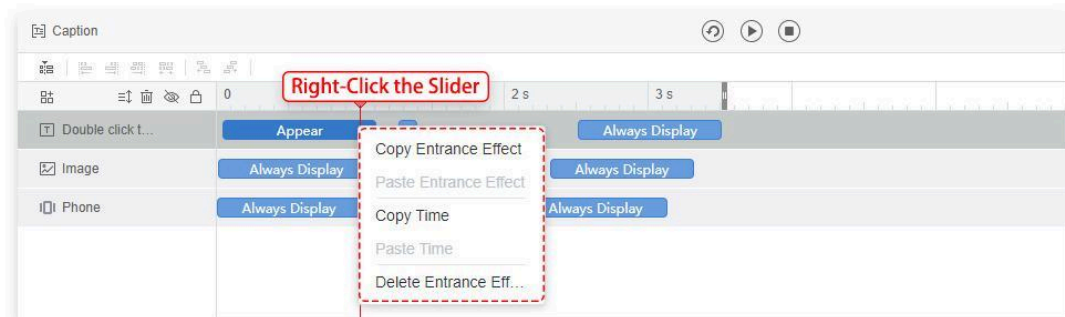 Caption
Right-Click the Slider
0 2 s 3 s
Double click t... Appear Always Display
Copy Entrance Effect
Image Always Display Always Display
Paste Entrance Effect
Phone Always Display Always Display
Copy Time
Paste Time
Delete Entrance Eff...